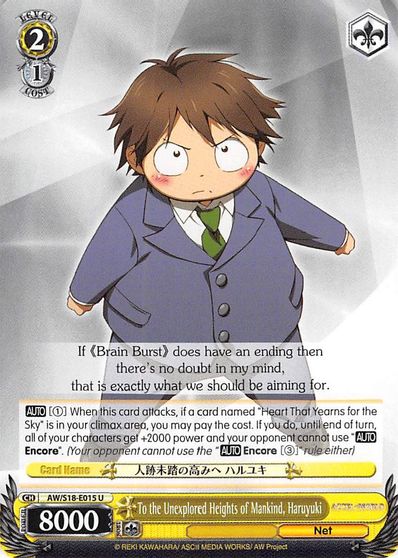 LEVEL
2
1
COST
If 《Brain Burst》 does have an ending then
there's no doubt in my mind,
that is exactly what we should be aiming for.
AUTO [①] When this card attacks, if a card named "Heart That Yearns for the
Sky" is in your climax area, you may pay the cost. If you do, until end of turn,
all of your characters get +2000 power and your opponent cannot use "AUTO
Encore". (Your opponent cannot use the "AUTO Encore [③]" rule either)
Card Name 人跡未踏の高みへ ハルユキ
CH AW/S18-E015 U
To the Unexplored Heights of Mankind, Haruyuki
8000
Net
© REKI KAWAHARA/ ASCII MEDIA WORKS/ AW Project